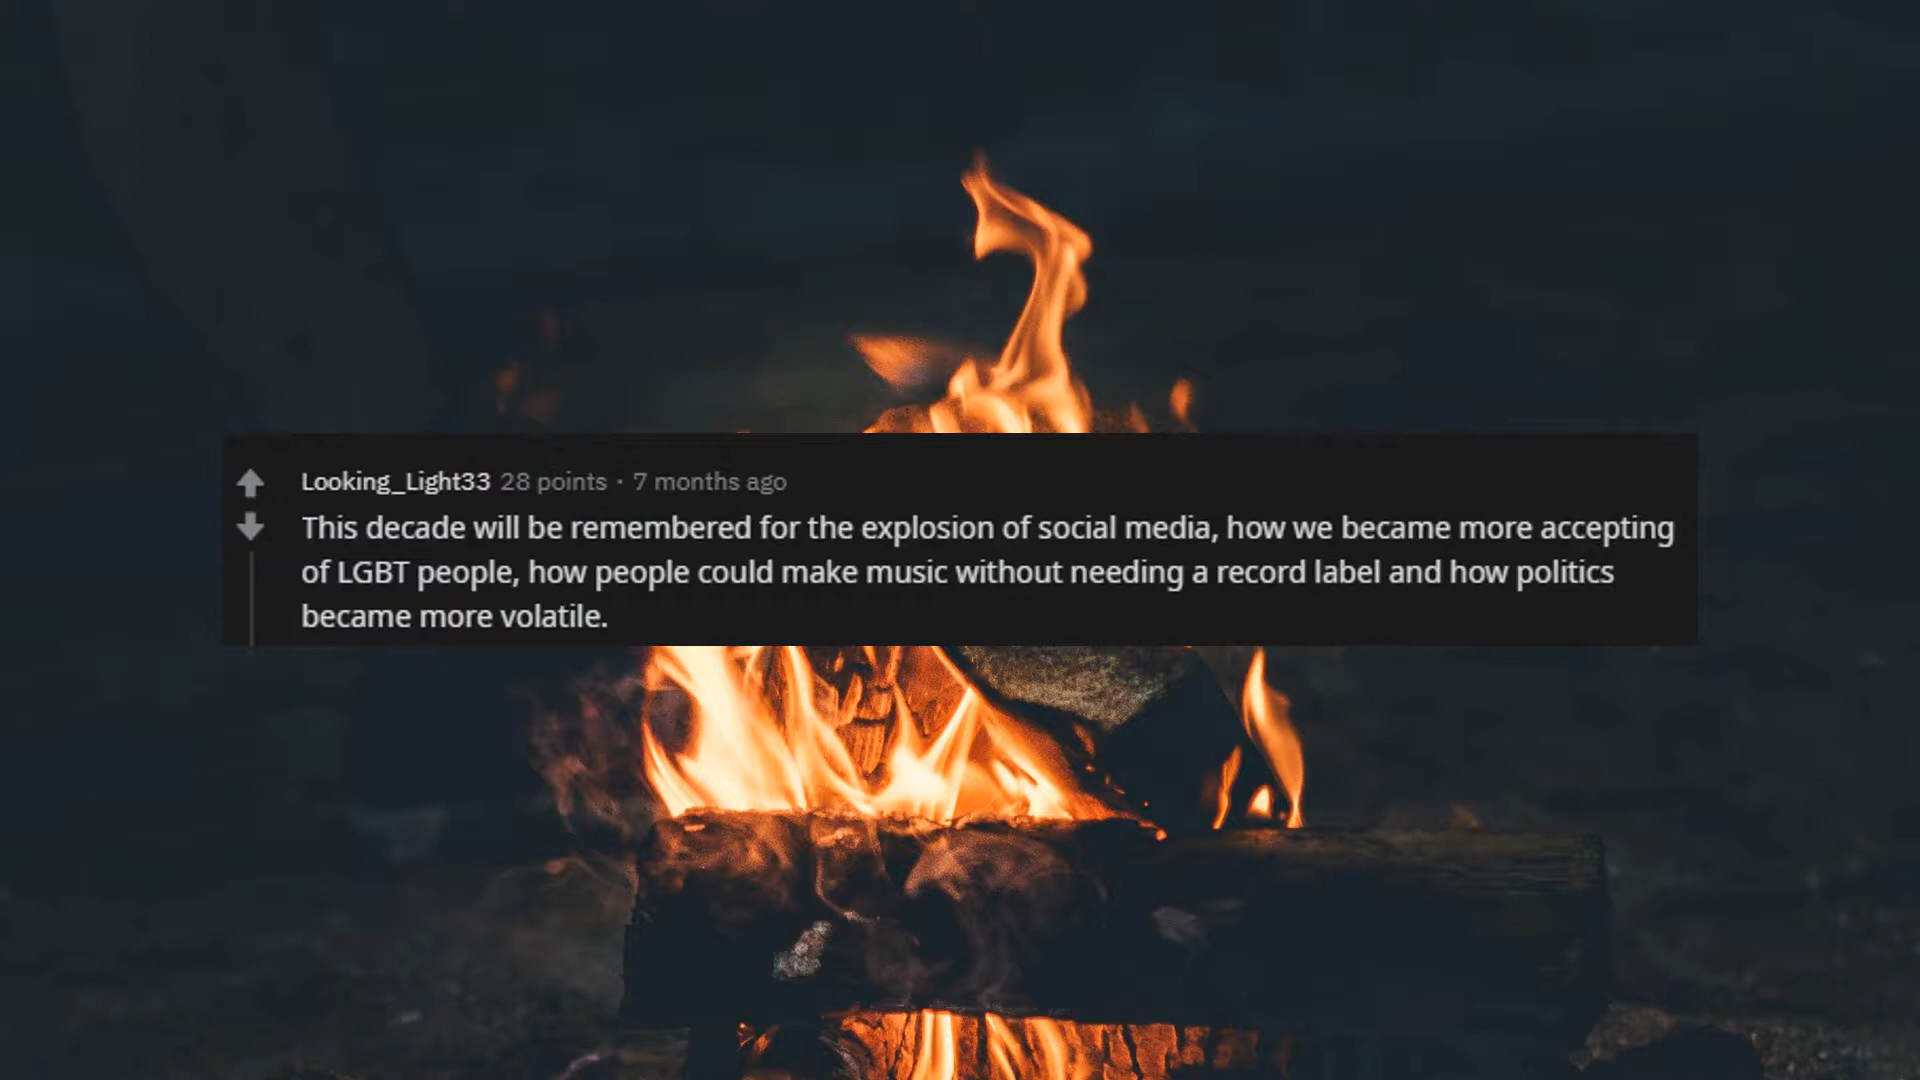 Looking_Light33 28 points · 7 months ago
This decade will be remembered for the explosion of social media, how we became more accepting
of LGBT people, how people could make music without needing a record label and how politics
became more volatile.